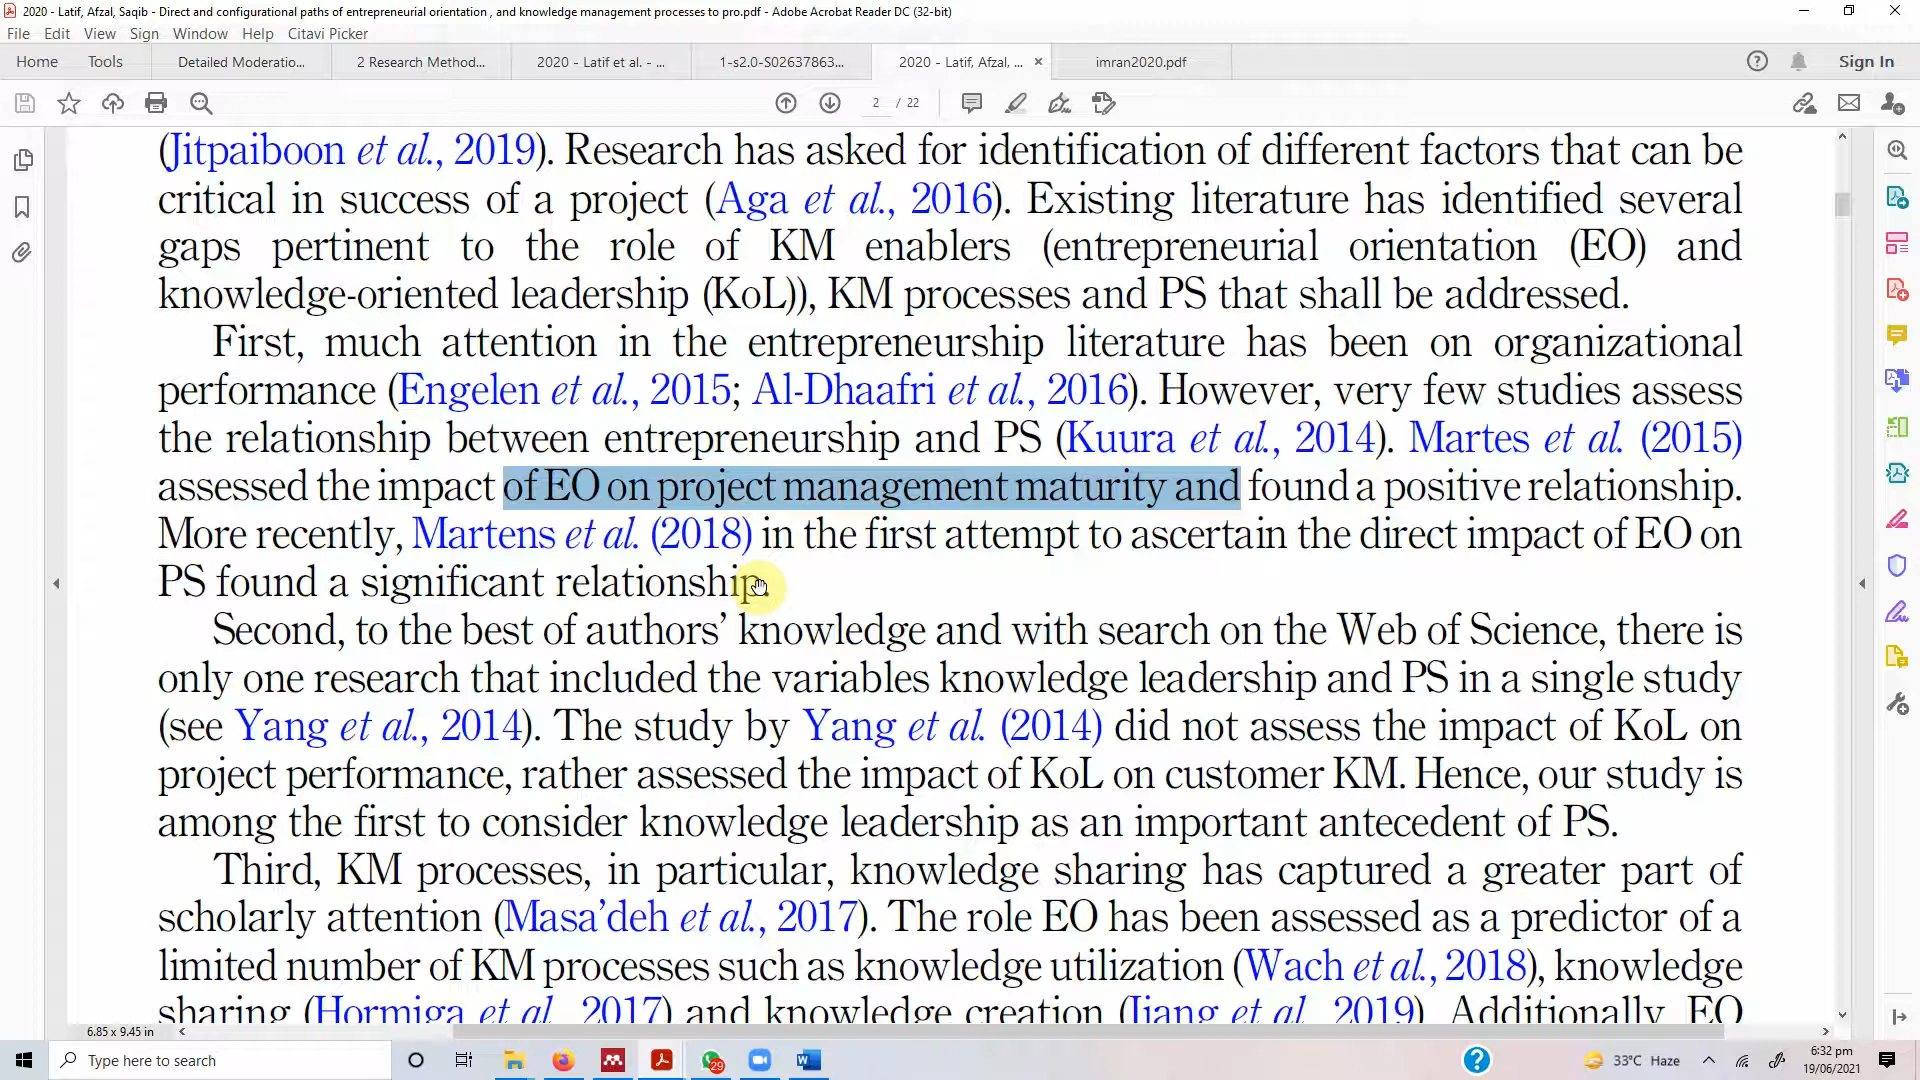 2020 - Latif, Afzal, Saqib - Direct and configurational paths of entrepreneurial orientation , and knowledge management processes to pro.pdf - Adobe Acrobat Reader DC (32-bit)
File Edit View Sign Window Help Citavi Picker
Home Tools Detailed Moderatio... 2 Research Method... 2020 - Latif et al. - ... 1-s2.0-S02637863... 2020 - Latif, Afzal, ... × imran2020.pdf Sign In
2 / 22
(Jitpaiboon et al., 2019). Research has asked for identification of different factors that can be
critical in success of a project (Aga et al., 2016). Existing literature has identified several
gaps pertinent to the role of KM enablers (entrepreneurial orientation (EO) and
knowledge-oriented leadership (KoL)), KM processes and PS that shall be addressed.
First, much attention in the entrepreneurship literature has been on organizational
performance (Engelen et al., 2015; Al-Dhaafri et al., 2016). However, very few studies assess
the relationship between entrepreneurship and PS (Kuura et al., 2014). Martes et al. (2015)
assessed the impact of EO on project management maturity and found a positive relationship.
More recently, Martens et al. (2018) in the first attempt to ascertain the direct impact of EO on
PS found a significant relationship.
Second, to the best of authors’ knowledge and with search on the Web of Science, there is
only one research that included the variables knowledge leadership and PS in a single study
(see Yang et al., 2014). The study by Yang et al. (2014) did not assess the impact of KoL on
project performance, rather assessed the impact of KoL on customer KM. Hence, our study is
among the first to consider knowledge leadership as an important antecedent of PS.
Third, KM processes, in particular, knowledge sharing has captured a greater part of
scholarly attention (Masa’deh et al., 2017). The role EO has been assessed as a predictor of a
limited number of KM processes such as knowledge utilization (Wach et al., 2018), knowledge
sharing (Hormiga et al., 2017) and knowledge creation (Jiang et al., 2019). Additionally, EO
6.85 x 9.45 in
Type here to search
29
33°C Haze
6:32 pm
19/06/2021